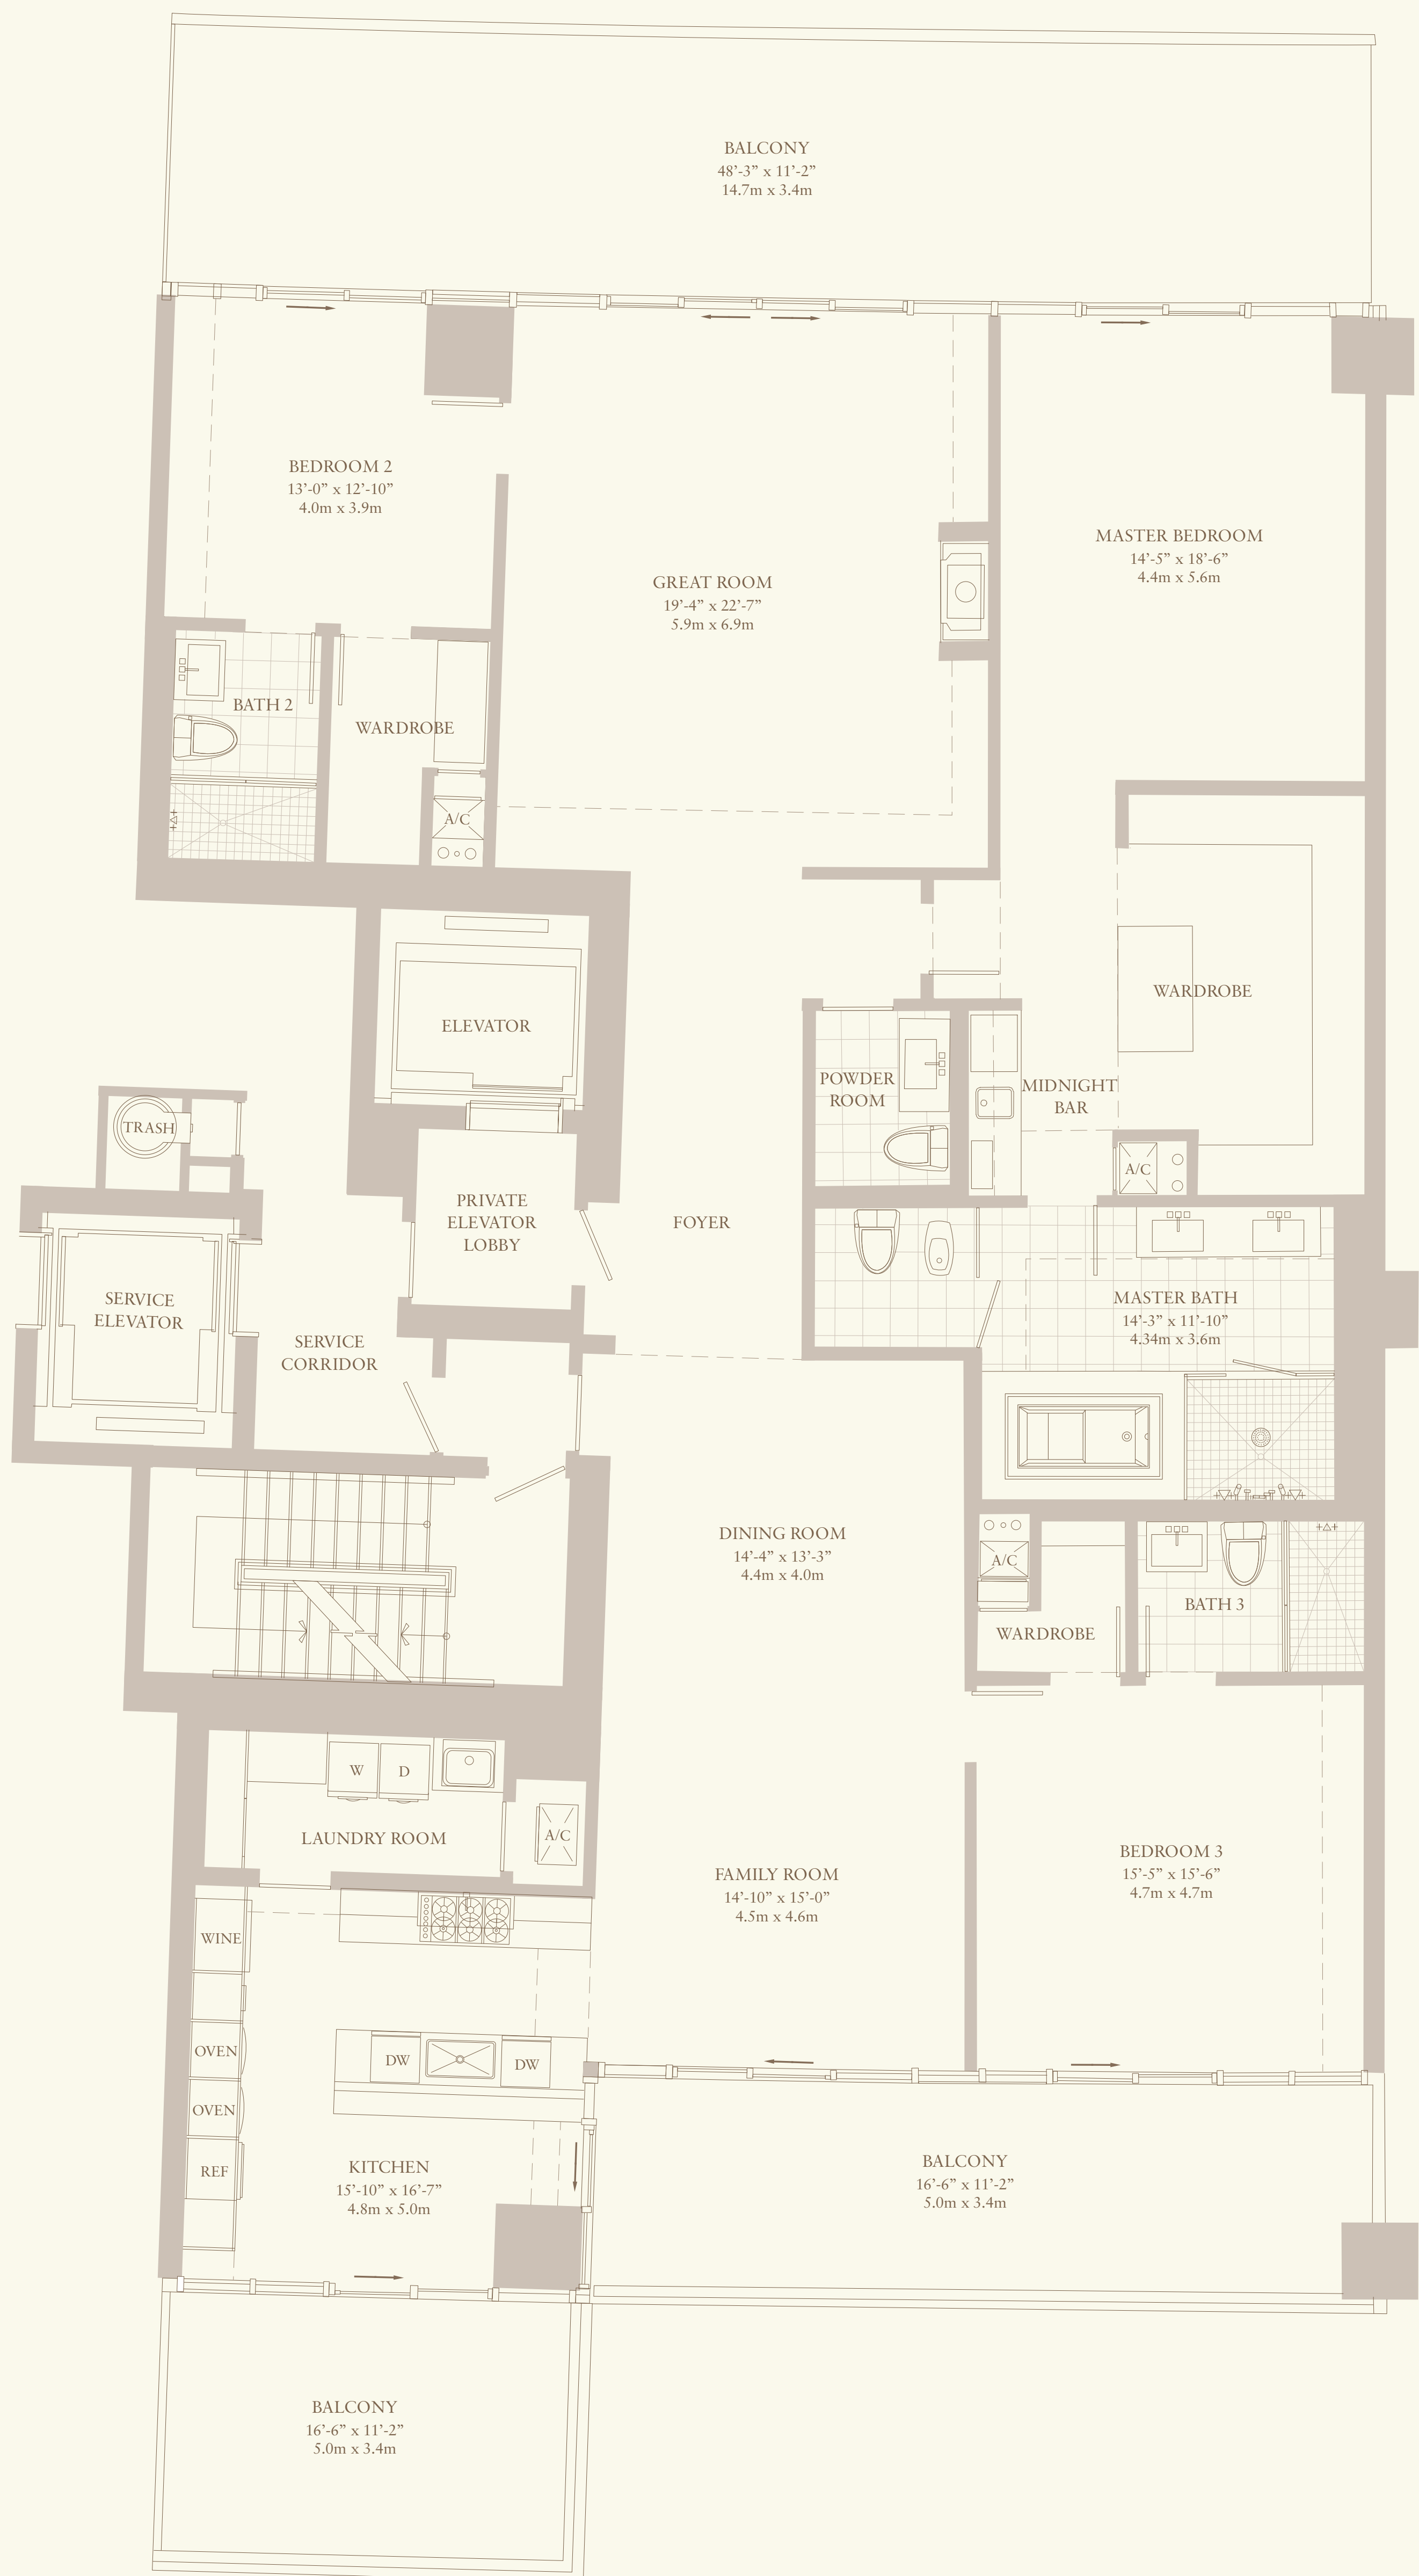 BALCONY
48’-3” x 11’-2”
14.7m x 3.4m
BEDROOM 2
13’-0” x 12’-10”
4.0m x 3.9m
GREAT ROOM
19’-4” x 22’-7”
5.9m x 6.9m
MASTER BEDROOM
14’-5” x 18’-6”
4.4m x 5.6m
BATH 2
WARDROBE
A/C
ELEVATOR
WARDROBE
POWDER
ROOM
MIDNIGHT
BAR
TRASH
A/C
PRIVATE
ELEVATOR
LOBBY
FOYER
SERVICE
ELEVATOR
SERVICE
CORRIDOR
MASTER BATH
14’-3” x 11’-10”
4.34m x 3.6m
DINING ROOM
14’-4” x 13’-3”
4.4m x 4.0m
A/C
WARDROBE
BATH 3
W
D
LAUNDRY ROOM
A/C
FAMILY ROOM
14’-10” x 15’-0”
4.5m x 4.6m
BEDROOM 3
15’-5” x 15’-6”
4.7m x 4.7m
WINE
OVEN
DW
DW
OVEN
REF
KITCHEN
15’-10” x 16’-7”
4.8m x 5.0m
BALCONY
16’-6” x 11’-2”
5.0m x 3.4m
BALCONY
16’-6” x 11’-2”
5.0m x 3.4m